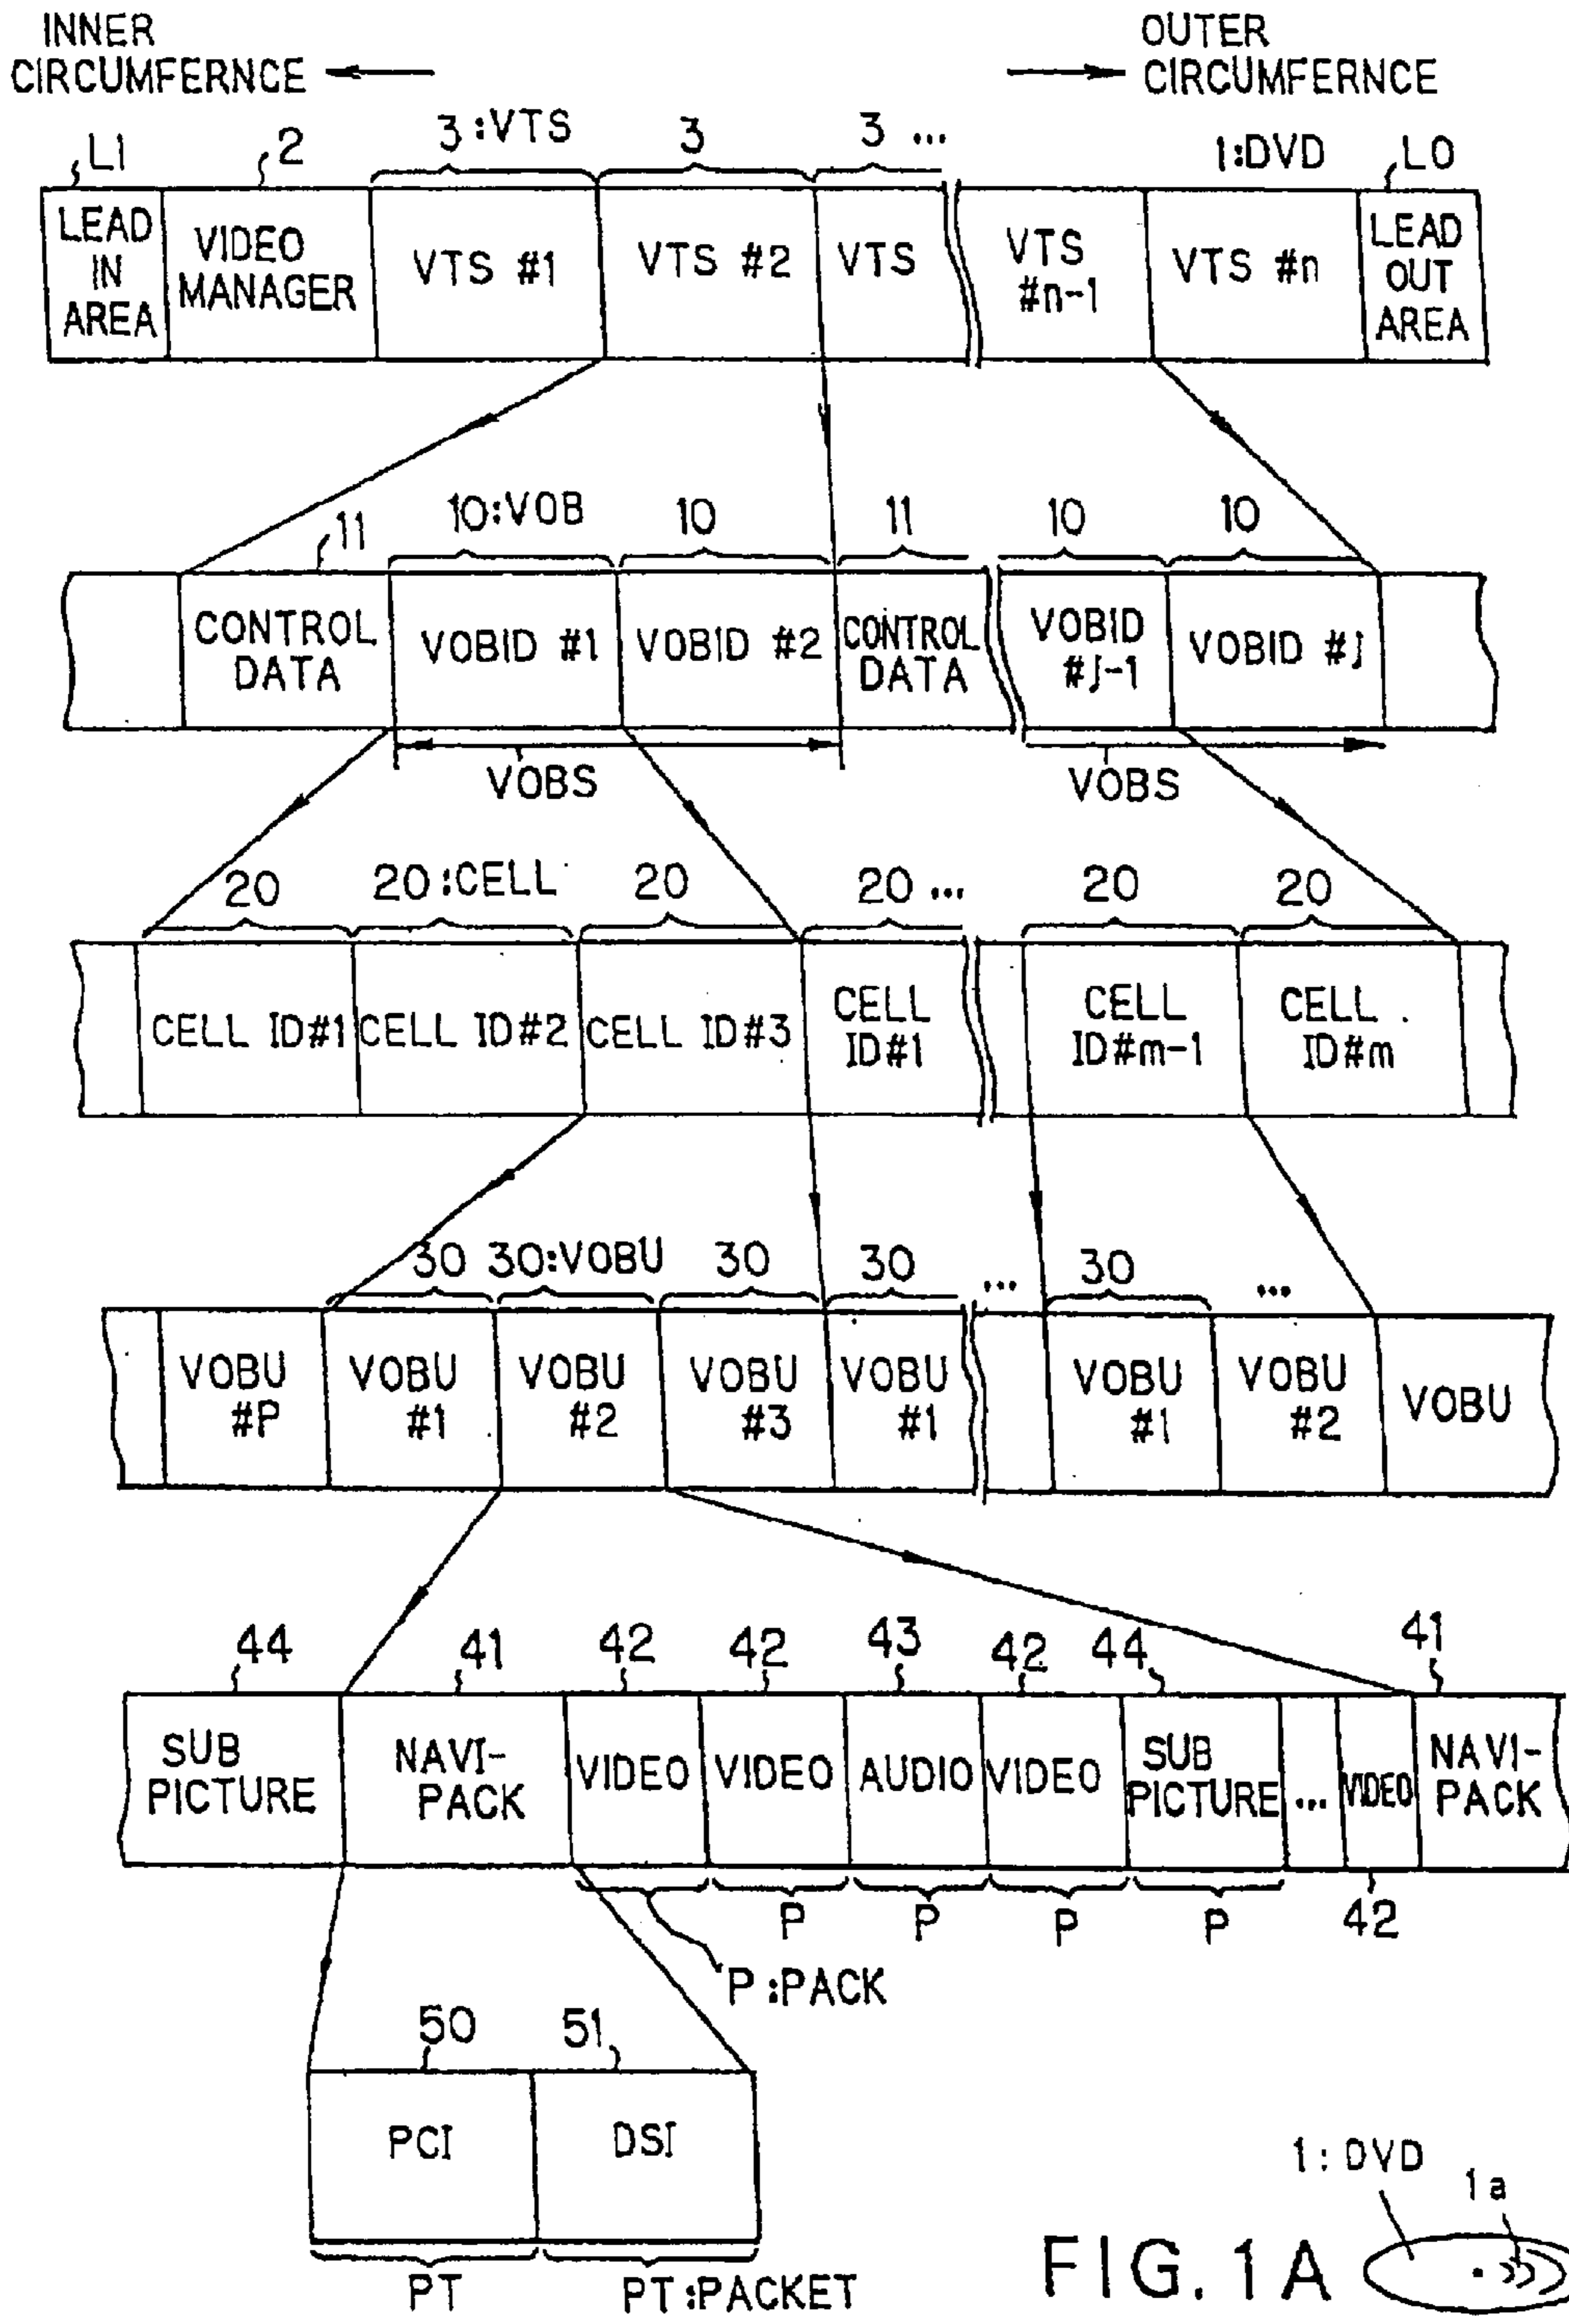 INNER
CIRCUMFERNCE
OUTER
CIRCUMFERNCE
L1 2 3:VTS 3 3 ... 1:DVD LO
LEAD IN AREA
VIDEO MANAGER
VTS #1
VTS #2
VTS
VTS #n-1
VTS #n
LEAD OUT AREA
11 10:VOB 10 11 10 10
CONTROL DATA
VOBID #1
VOBID #2
CONTROL DATA
VOBID #J-1
VOBID #J
VOBS
VOBS
20 20:CELL 20 20 ... 20 20
CELL ID#1
CELL ID#2
CELL ID#3
CELL ID#1
CELL ID#m-1
CELL ID#m
30 30:VOBU 30 30 ... 30 ...
VOBU #P
VOBU #1
VOBU #2
VOBU #3
VOBU #1
VOBU #1
VOBU #2
VOBU
44 41 42 42 43 42 44 41
SUB PICTURE
NAVI-PACK
VIDEO
VIDEO
AUDIO
VIDEO
SUB PICTURE
...
VIDEO
NAVI-PACK
P P P P 42
P:PACK
50 51
PCI
DSI
PT
PT:PACKET
1:DVD
1a
FIG. 1A